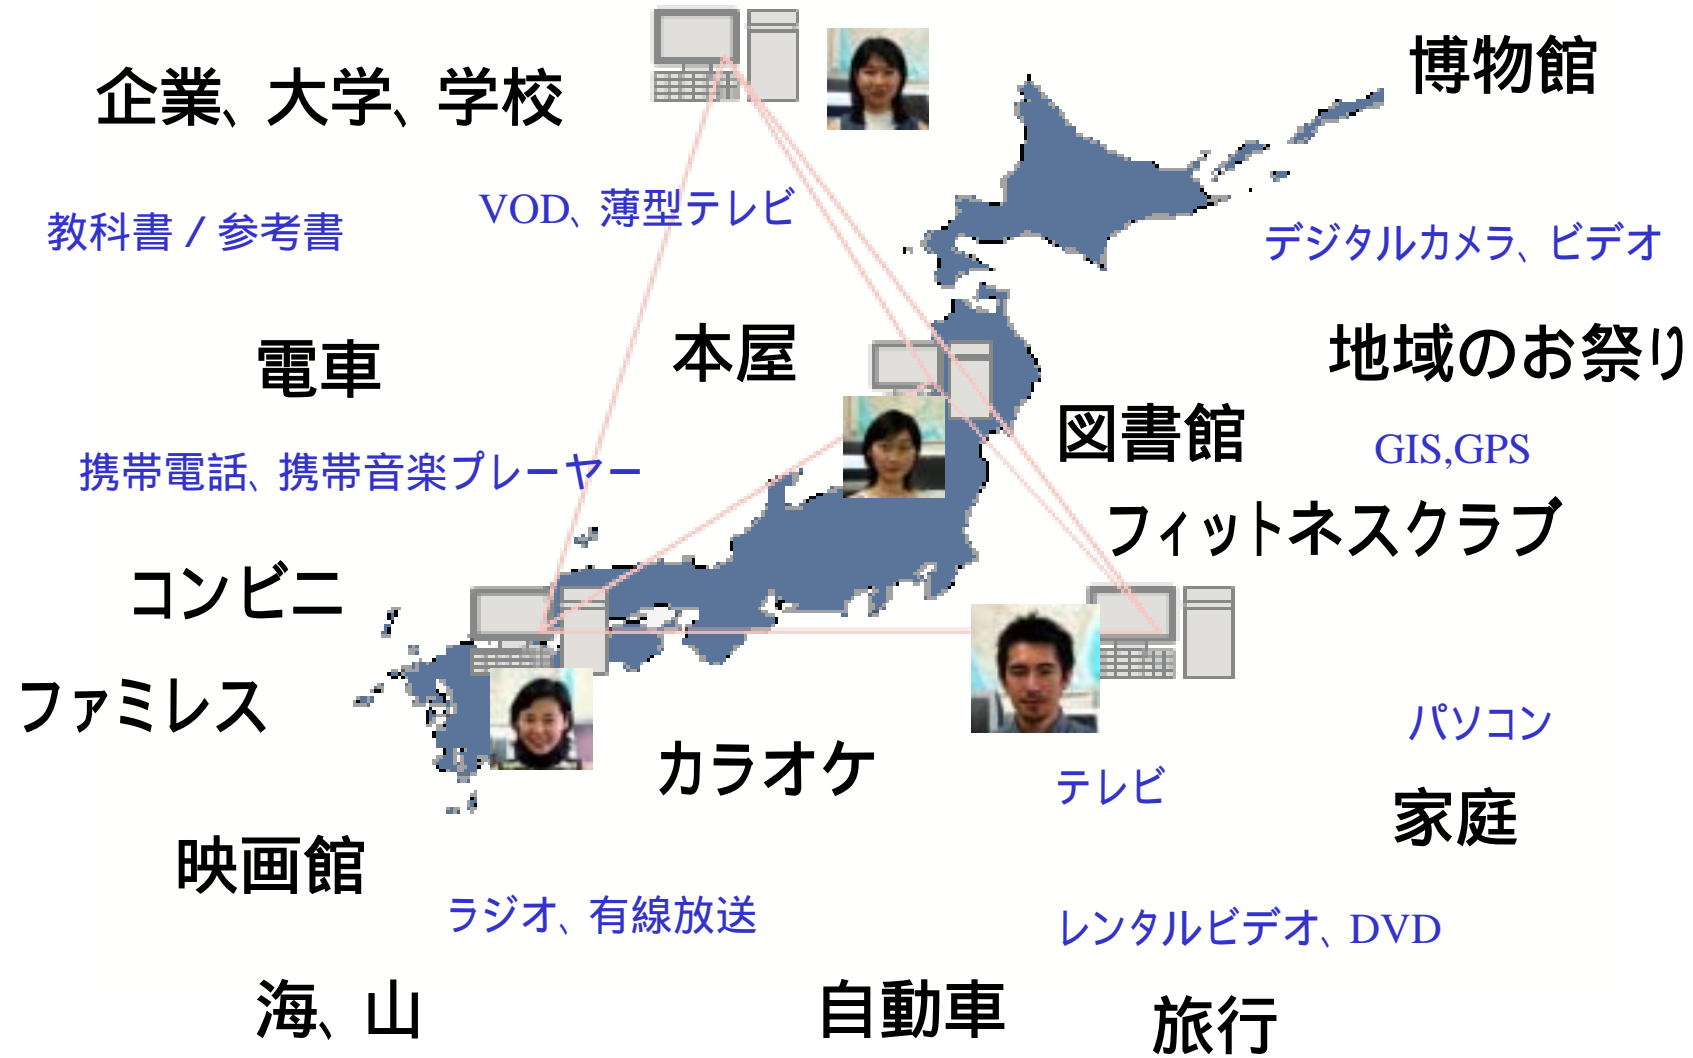 博物館
企業、大学、学校
VOD、薄型テレビ
教科書 / 参考書
デジタルカメラ、ビデオ
本屋
地域のお祭り
電車
図書館
GIS,GPS
携帯電話、携帯音楽プレーヤー
フィットネスクラブ
コンビニ
ファミレス
パソコン
カラオケ
テレビ
家庭
映画館
ラジオ、有線放送
レンタルビデオ、DVD
海、山
自動車
旅行